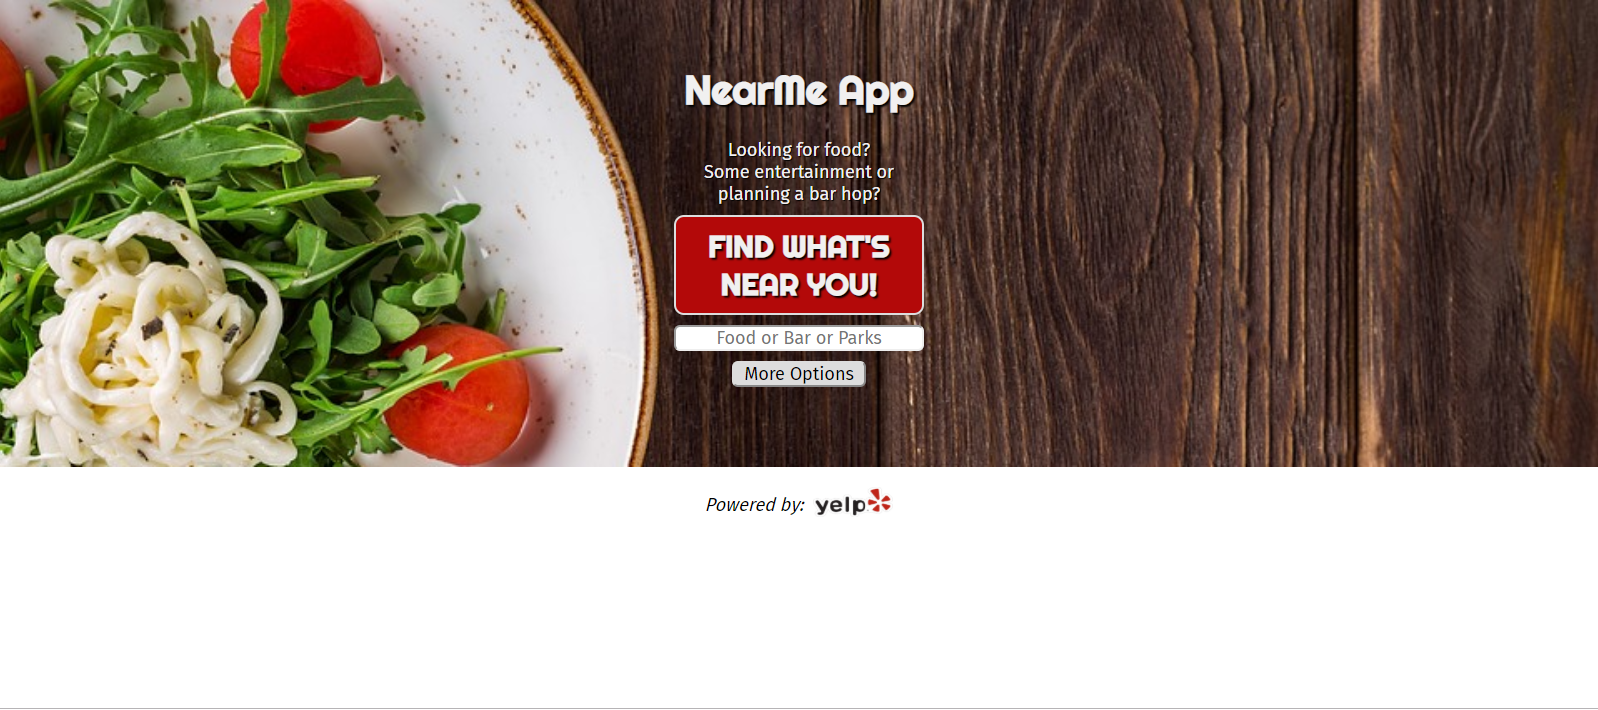 NearMe App
Looking for food?
Some entertainment or
planning a bar hop?
FIND WHAT'S
NEAR YOU!
Food or Bar or Parks
More Options
Powered by: yelp